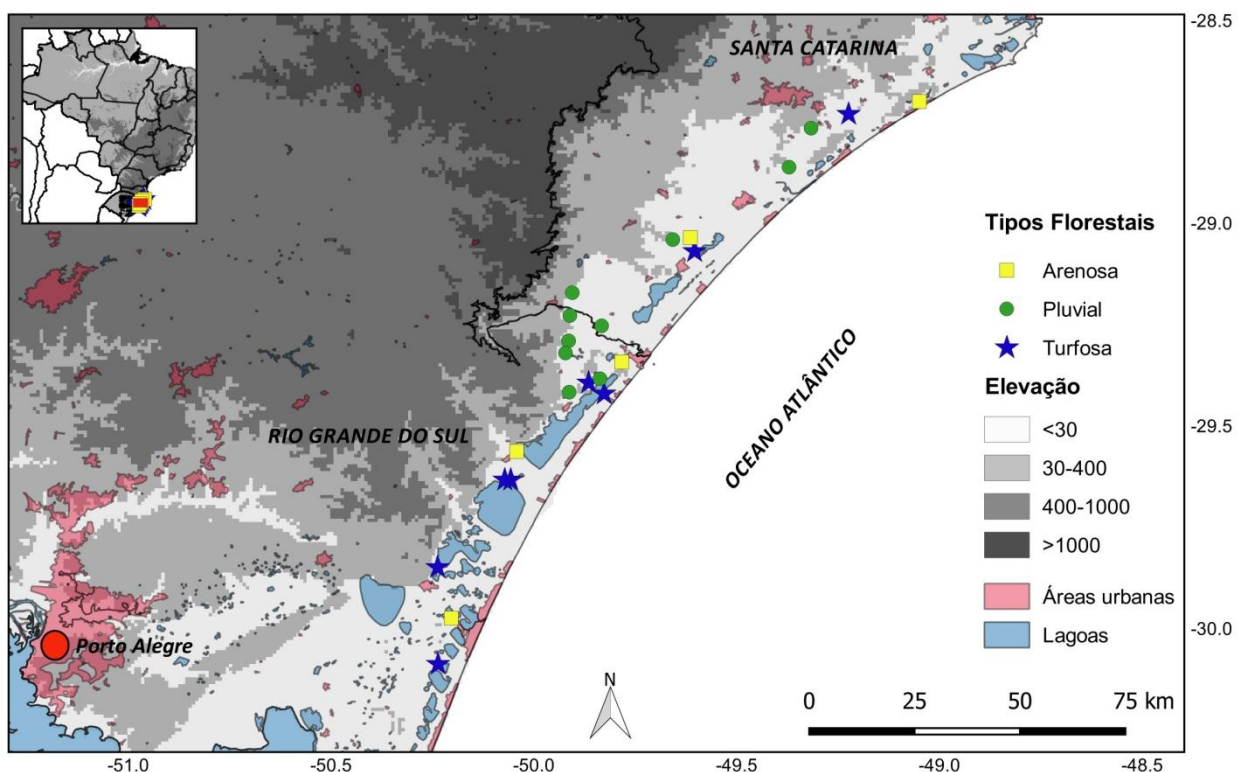 SANTA CATARINA
RIO GRANDE DO SUL
OCEANO ATLÂNTICO
Porto Alegre
Tipos Florestais
Arenosa
Pluvial
Turfosa
Elevação
<30
30-400
400-1000
>1000
Áreas urbanas
Lagoas
N
0 25 50 75 km
-28.5
-29.0
-29.5
-30.0
-51.0 -50.5 -50.0 -49.5 -49.0 -48.5